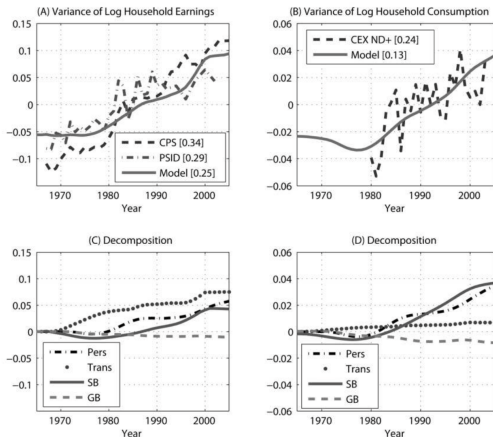 (A) Variance of Log Household Earnings
0.15
0.1
0.05
0
−0.05
−0.1
CPS [0.34]
PSID [0.29]
Model [0.25]
1970 1980 1990 2000
Year
(B) Variance of Log Household Consumption
0.06
0.04
0.02
0
−0.02
−0.04
−0.06
CEX ND+ [0.24]
Model [0.13]
1970 1980 1990 2000
Year
(C) Decomposition
0.15
0.1
0.05
0
−0.05
−0.1
Pers
Trans
SB
GB
1970 1980 1990 2000
Year
(D) Decomposition
0.06
0.04
0.02
0
−0.02
−0.04
−0.06
Pers
Trans
SB
GB
1970 1980 1990 2000
Year